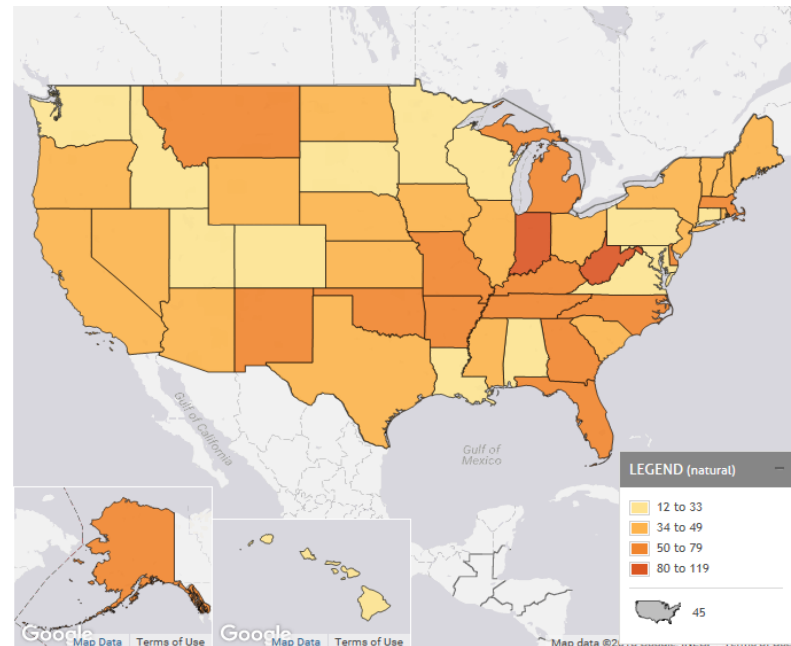 Gulf of California
Gulf of
Mexico
LEGEND (natural) −
12 to 33
34 to 49
50 to 79
80 to 119
45
Google
Map Data
Terms of Use
Google
Map Data
Terms of Use
Map data